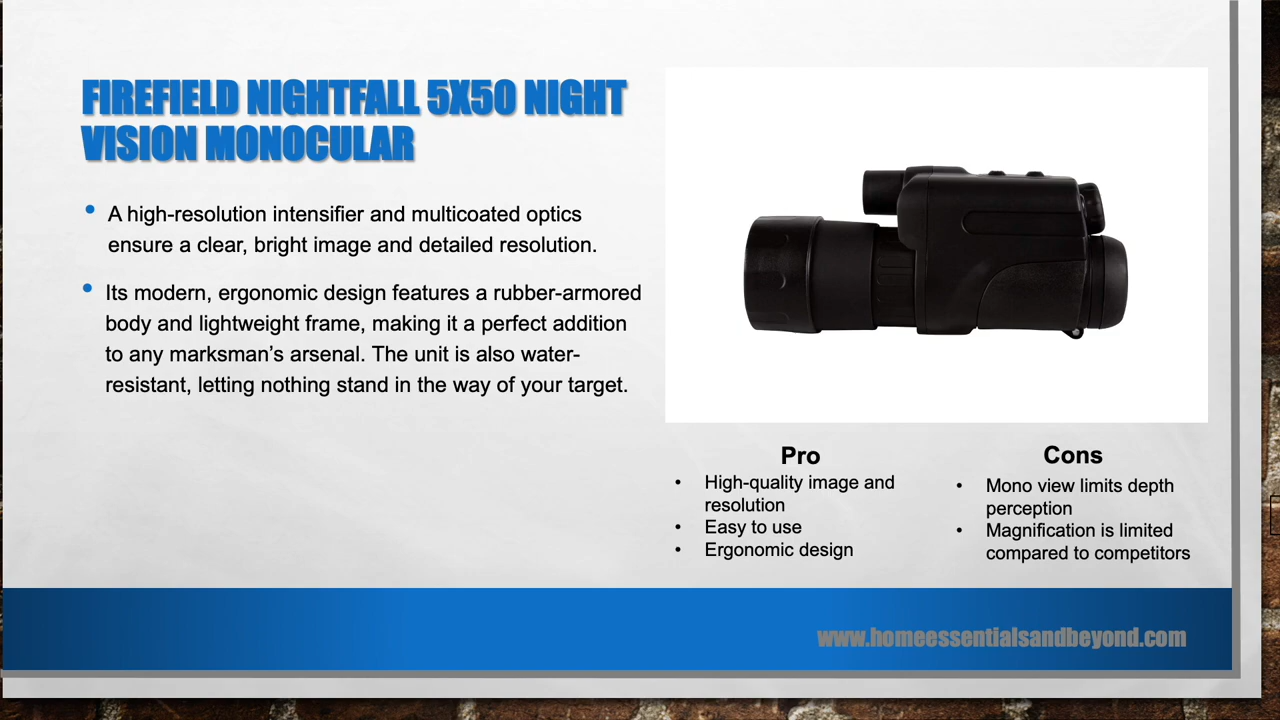 FIREFIELD NIGHTFALL 5X50 NIGHT
VISION MONOCULAR
• A high-resolution intensifier and multicoated optics
ensure a clear, bright image and detailed resolution.
• Its modern, ergonomic design features a rubber-armored
body and lightweight frame, making it a perfect addition
to any marksman’s arsenal. The unit is also water-
resistant, letting nothing stand in the way of your target.
Pro
• High-quality image and
resolution
• Easy to use
• Ergonomic design
Cons
• Mono view limits depth
perception
• Magnification is limited
compared to competitors
www.homeessentialsandbeyond.com